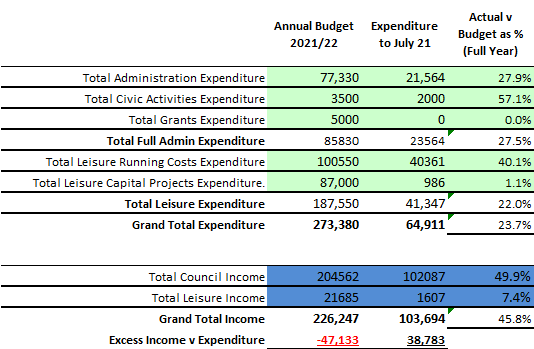 Annual Budget 2021/22 Expenditure to July 21 Actual v Budget as % (Full Year)
Total Administration Expenditure 77,330 21,564 27.9%
Total Civic Activities Expenditure 3500 2000 57.1%
Total Grants Expenditure 5000 0 0.0%
Total Full Admin Expenditure 85830 23564 27.5%
Total Leisure Running Costs Expenditure 100550 40361 40.1%
Total Leisure Capital Projects Expenditure. 87,000 986 1.1%
Total Leisure Expenditure 187,550 41,347 22.0%
Grand Total Expenditure 273,380 64,911 23.7%
Total Council Income 204562 102087 49.9%
Total Leisure Income 21685 1607 7.4%
Grand Total Income 226,247 103,694 45.8%
Excess Income v Expenditure -47,133 38,783